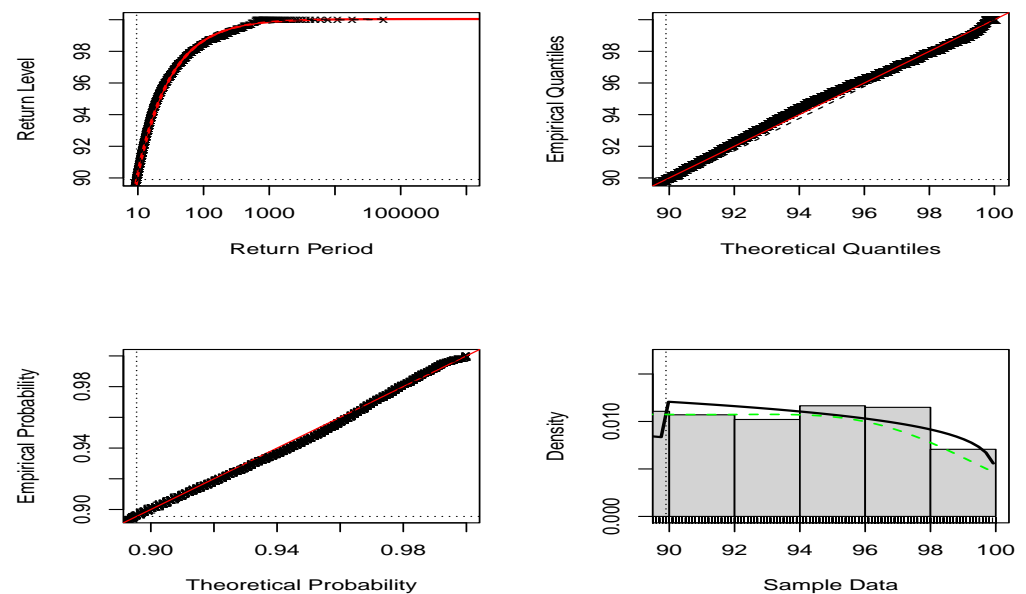 Return Level
90 92 94 96 98
10 100 1000 100000
Return Period
Empirical Quantiles
90 92 94 96 98
90 92 94 96 98 100
Theoretical Quantiles
Empirical Probability
0.90 0.94 0.98
0.90 0.94 0.98
Theoretical Probability
Density
0.000 0.010
90 92 94 96 98 100
Sample Data